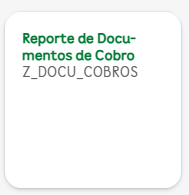 Reporte de Docu-
mentos de Cobro
Z_DOCU_COBROS